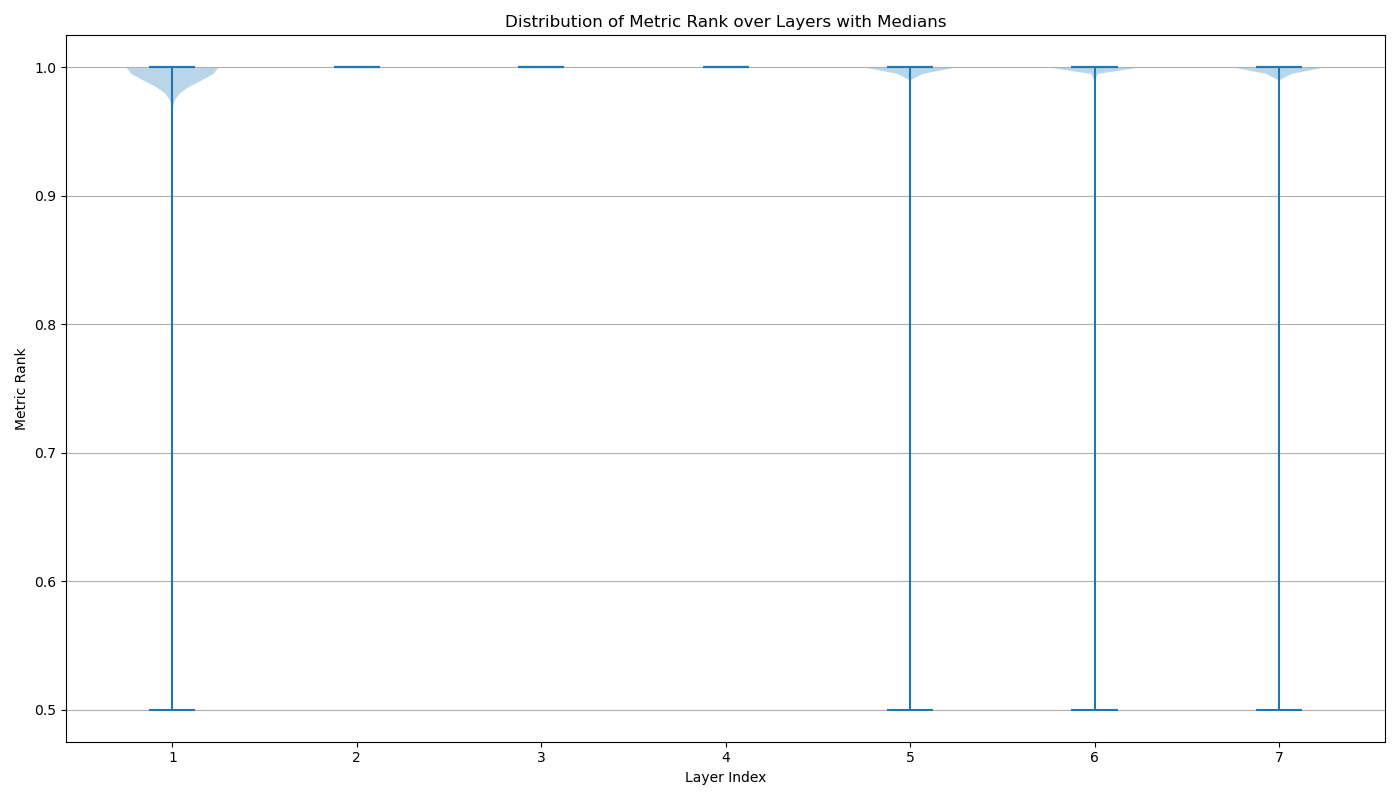 Distribution of Metric Rank over Layers with Medians
1.0
0.9
0.8
0.7
0.6
0.5
Metric Rank
1 2 3 4 5 6 7
Layer Index